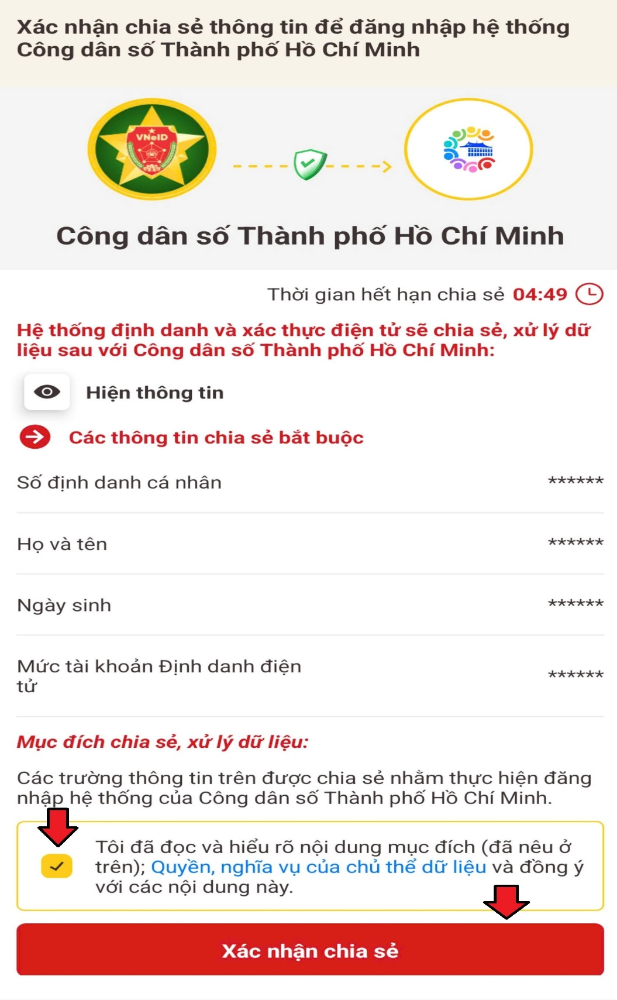 Xác nhận chia sẻ thông tin để đăng nhập hệ thống
Công dân số Thành phố Hồ Chí Minh
VNeID
Công dân số Thành phố Hồ Chí Minh
Thời gian hết hạn chia sẻ 04:49
Hệ thống định danh và xác thực điện tử sẽ chia sẻ, xử lý dữ
liệu sau với Công dân số Thành phố Hồ Chí Minh:
Hiện thông tin
Các thông tin chia sẻ bắt buộc
Số định danh cá nhân ******
Họ và tên ******
Ngày sinh ******
Mức tài khoản Định danh điện
tử ******
Mục đích chia sẻ, xử lý dữ liệu:
Các trường thông tin trên được chia sẻ nhằm thực hiện đăng
nhập hệ thống của Công dân số Thành phố Hồ Chí Minh.
Tôi đã đọc và hiểu rõ nội dung mục đích (đã nêu ở
trên); Quyền, nghĩa vụ của chủ thể dữ liệu và đồng ý
với các nội dung này.
Xác nhận chia sẻ